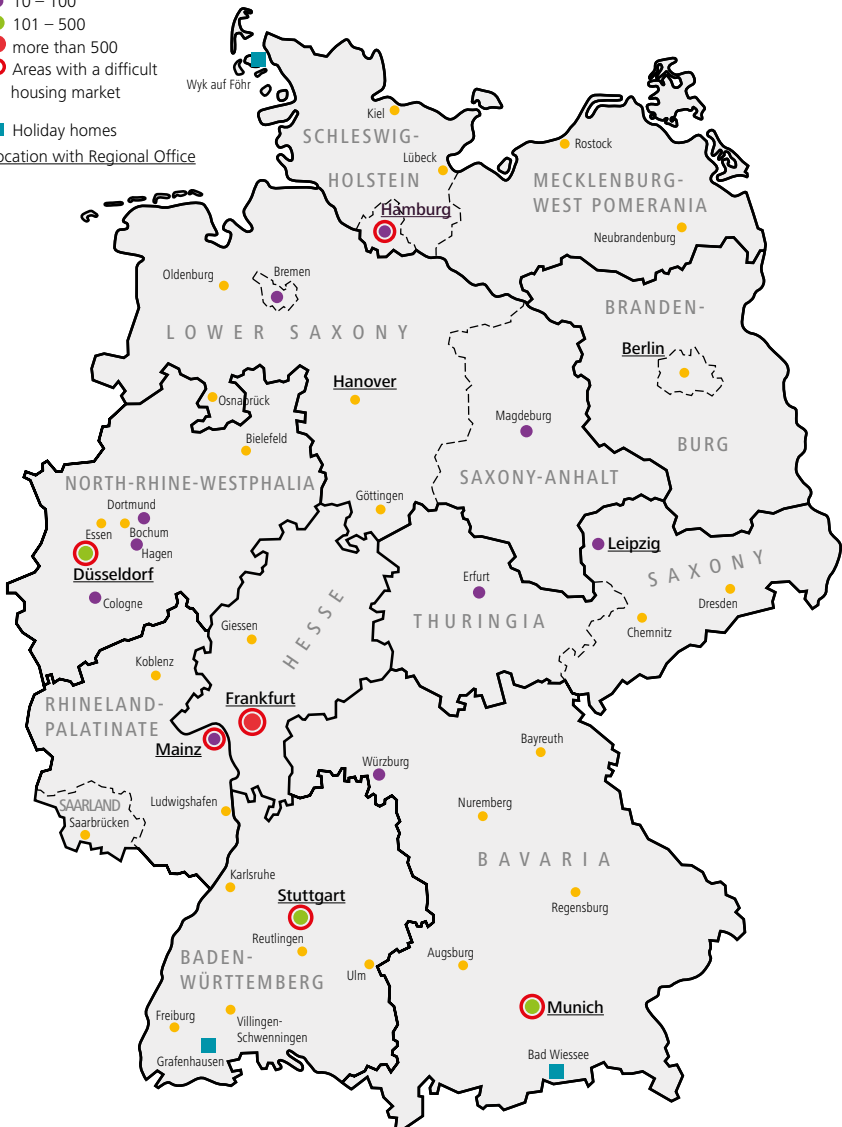 10 – 100
101 – 500
more than 500
Areas with a difficult
housing market
Holiday homes
ocation with Regional Office
Wyk auf Föhr
Kiel
SCHLESWIG-
HOLSTEIN
Lübeck
Rostock
MECKLENBURG-
WEST POMERANIA
Neubrandenburg
Hamburg
Oldenburg
Bremen
LOWER SAXONY
BRANDEN-
BURG
Berlin
Hanover
Osnabrück
Bielefeld
Magdeburg
SAXONY-ANHALT
NORTH-RHINE-WESTPHALIA
Göttingen
Dortmund
Essen
Bochum
Hagen
Düsseldorf
Cologne
Leipzig
SAXONY
Dresden
Chemnitz
Erfurt
THURINGIA
HESSE
Giessen
Koblenz
RHINELAND-
PALATINATE
Frankfurt
Mainz
Würzburg
Bayreuth
SAARLAND
Saarbrücken
Ludwigshafen
Nuremberg
BAVARIA
Karlsruhe
Stuttgart
Regensburg
Reutlingen
BADEN-
WÜRTTEMBERG
Ulm
Augsburg
Munich
Freiburg
Villingen-
Schwenningen
Grafenhausen
Bad Wiessee